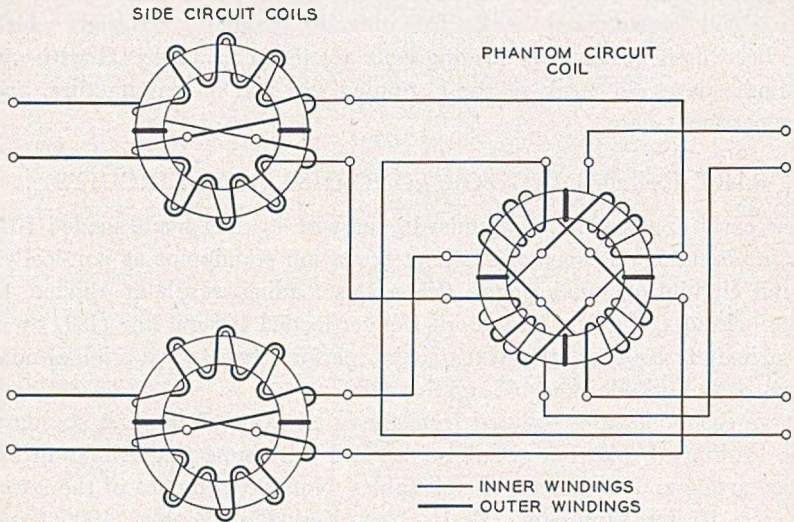 SIDE CIRCUIT COILS
PHANTOM CIRCUIT
COIL
INNER WINDINGS
OUTER WINDINGS